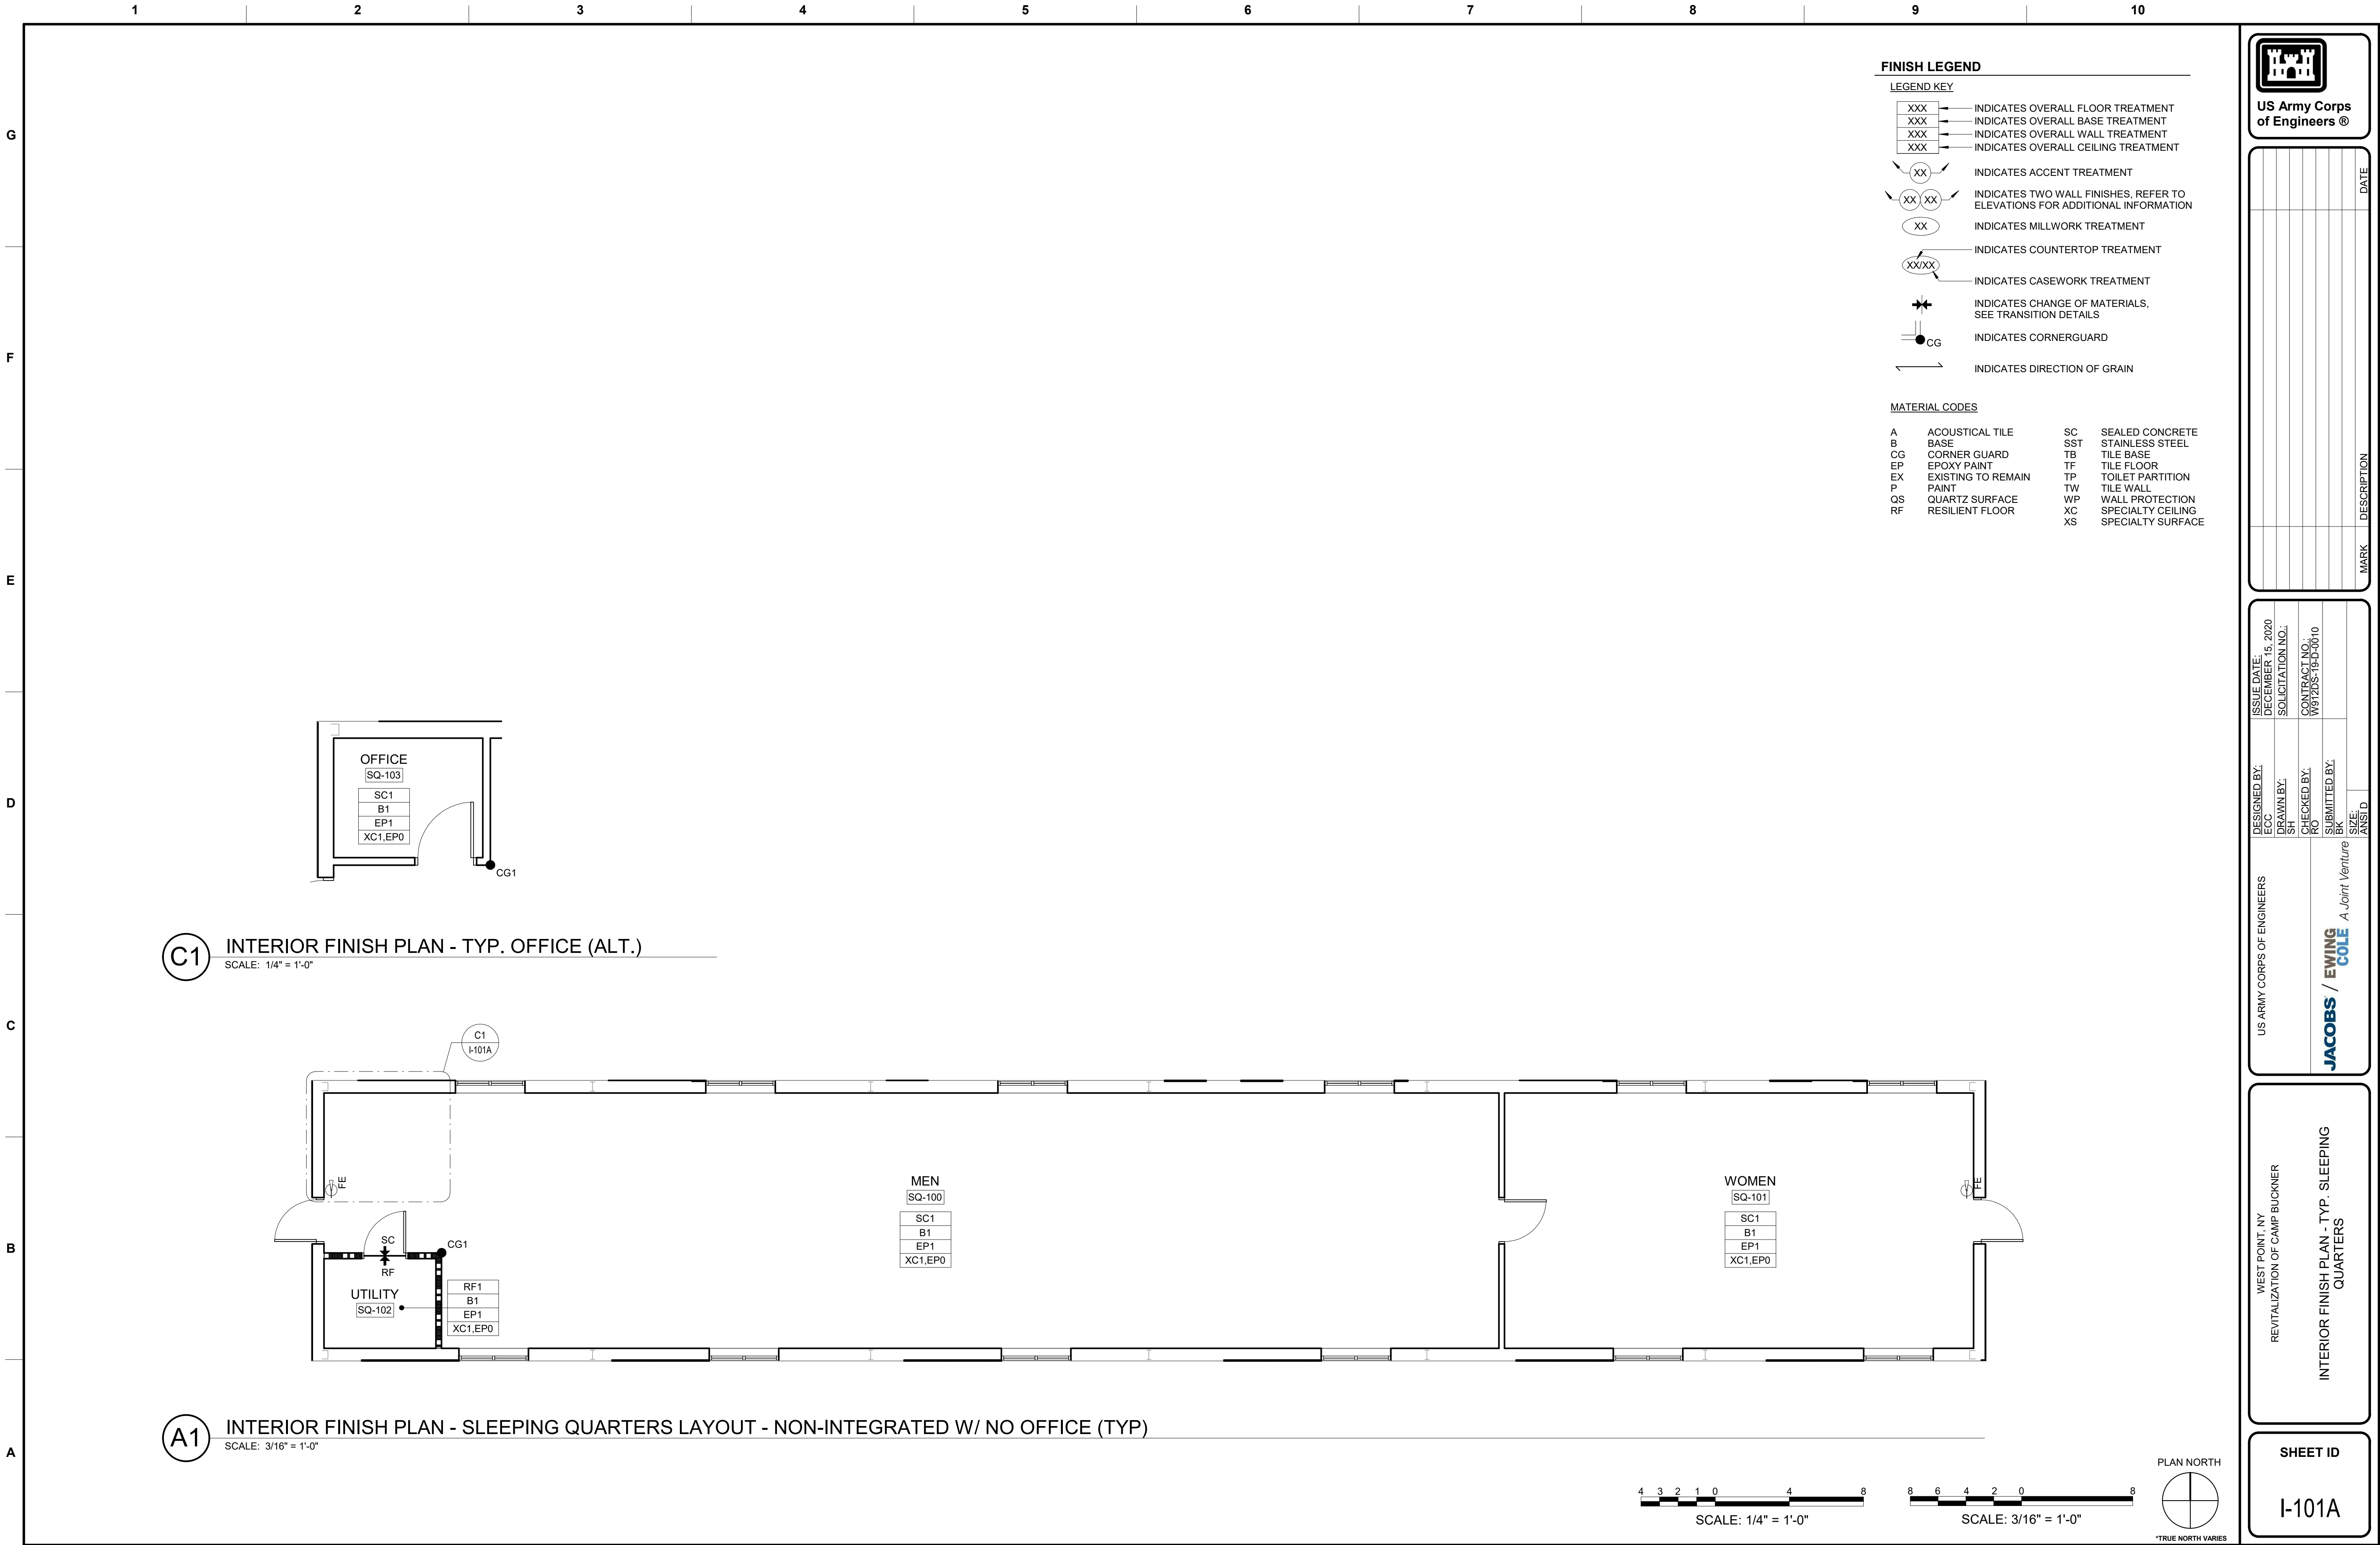 1 2 3 4 5 6 7 8 9 10
G
F
E
D
C
B
A
FINISH LEGEND
LEGEND KEY
XXX INDICATES OVERALL FLOOR TREATMENT
XXX INDICATES OVERALL BASE TREATMENT
XXX INDICATES OVERALL WALL TREATMENT
XXX INDICATES OVERALL CEILING TREATMENT
XX INDICATES ACCENT TREATMENT
XX XX INDICATES TWO WALL FINISHES, REFER TO
ELEVATIONS FOR ADDITIONAL INFORMATION
XX INDICATES MILLWORK TREATMENT
INDICATES COUNTERTOP TREATMENT
XX/XX
INDICATES CASEWORK TREATMENT
INDICATES CHANGE OF MATERIALS,
SEE TRANSITION DETAILS
CG INDICATES CORNERGUARD
INDICATES DIRECTION OF GRAIN
MATERIAL CODES
A ACOUSTICAL TILE
B BASE
CG CORNER GUARD
EP EPOXY PAINT
EX EXISTING TO REMAIN
P PAINT
QS QUARTZ SURFACE
RF RESILIENT FLOOR
SC SEALED CONCRETE
SST STAINLESS STEEL
TB TILE BASE
TF TILE FLOOR
TP TOILET PARTITION
TW TILE WALL
WP WALL PROTECTION
XC SPECIALTY CEILING
XS SPECIALTY SURFACE
OFFICE
SQ-103
SC1
B1
EP1
XC1,EP0
CG1
C1 INTERIOR FINISH PLAN - TYP. OFFICE (ALT.)
SCALE: 1/4" = 1'-0"
C1
I-101A
FE
SC
RF
CG1
UTILITY
SQ-102
RF1
B1
EP1
XC1,EP0
MEN
SQ-100
SC1
B1
EP1
XC1,EP0
WOMEN
SQ-101
SC1
B1
EP1
XC1,EP0
FE
A1 INTERIOR FINISH PLAN - SLEEPING QUARTERS LAYOUT - NON-INTEGRATED W/ NO OFFICE (TYP)
SCALE: 3/16" = 1'-0"
4 3 2 1 0 4 8
SCALE: 1/4" = 1'-0"
8 6 4 2 0 8
SCALE: 3/16" = 1'-0"
PLAN NORTH
*TRUE NORTH VARIES
US Army Corps
of Engineers ®
MARK DESCRIPTION DATE
DESIGNED BY:
ECC
DRAWN BY:
SH
CHECKED BY:
RO
SUBMITTED BY:
BK
SIZE:
ANSI D
ISSUE DATE:
DECEMBER 15, 2020
SOLICITATION NO.:
CONTRACT NO.:
W912DS-19-D-0010
US ARMY CORPS OF ENGINEERS
JACOBS / EWING COLE A Joint Venture
WEST POINT, NY
REVITALIZATION OF CAMP BUCKNER
INTERIOR FINISH PLAN - TYP. SLEEPING
QUARTERS
SHEET ID
I-101A